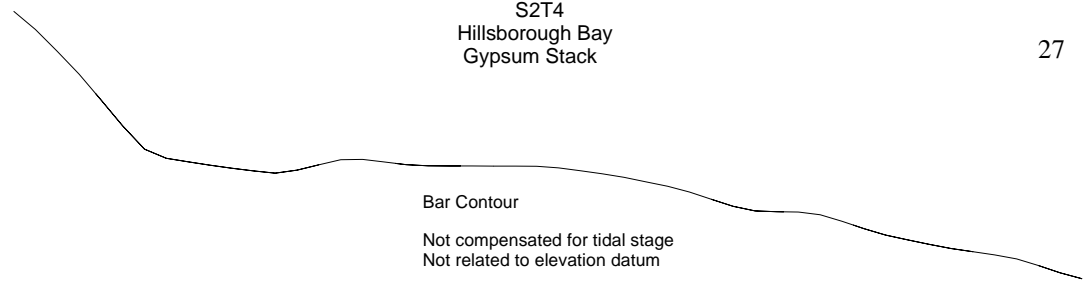 S2T4
Hillsborough Bay
Gypsum Stack
27
Bar Contour
Not compensated for tidal stage
Not related to elevation datum